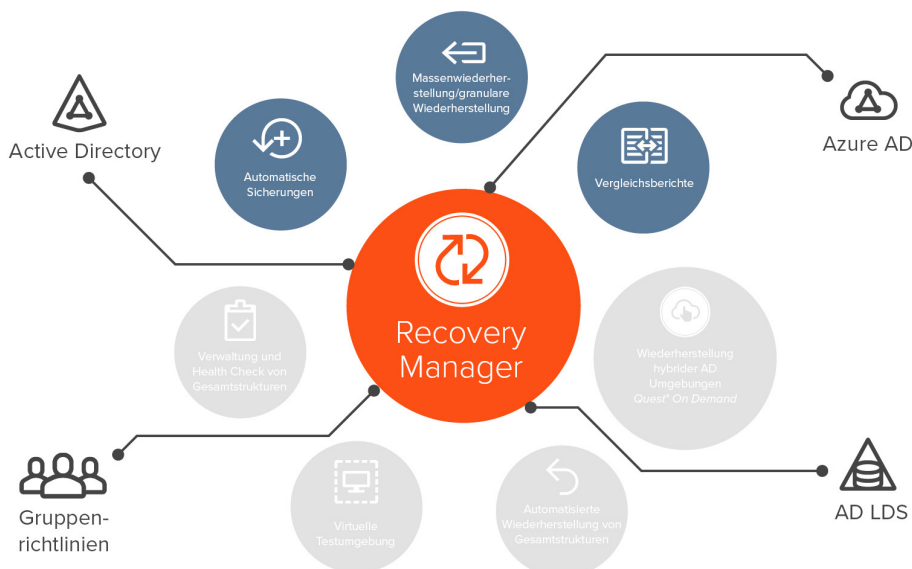 Massenwiederher-
stellung/granulare
Wiederherstellung
Active Directory
Azure AD
Automatische
Sicherungen
Vergleichsberichte
Recovery
Manager
Verwaltung und
Health Check von
Gesamtstrukturen
Wiederherstellung
hybrider AD
Umgebungen
Quest® On Demand
Gruppen-
richtlinien
Virtuelle
Testumgebung
Automatisierte
Wiederherstellung von
Gesamtstrukturen
AD LDS